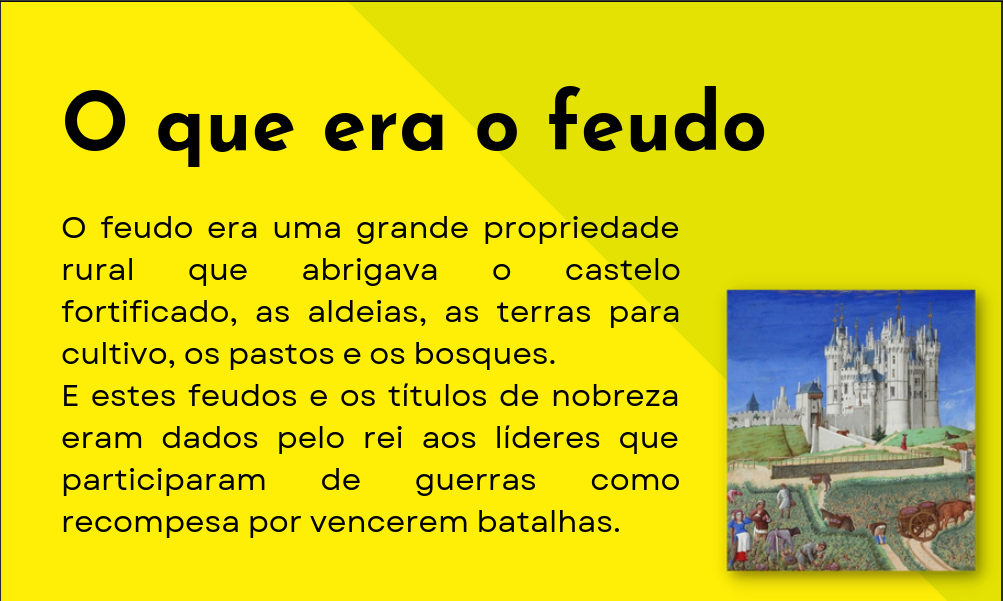 O que era o feudo
O feudo era uma grande propriedade
rural que abrigava o castelo
fortificado, as aldeias, as terras para
cultivo, os pastos e os bosques.
E estes feudos e os títulos de nobreza
eram dados pelo rei aos líderes que
participaram de guerras como
recompesa por vencerem batalhas.